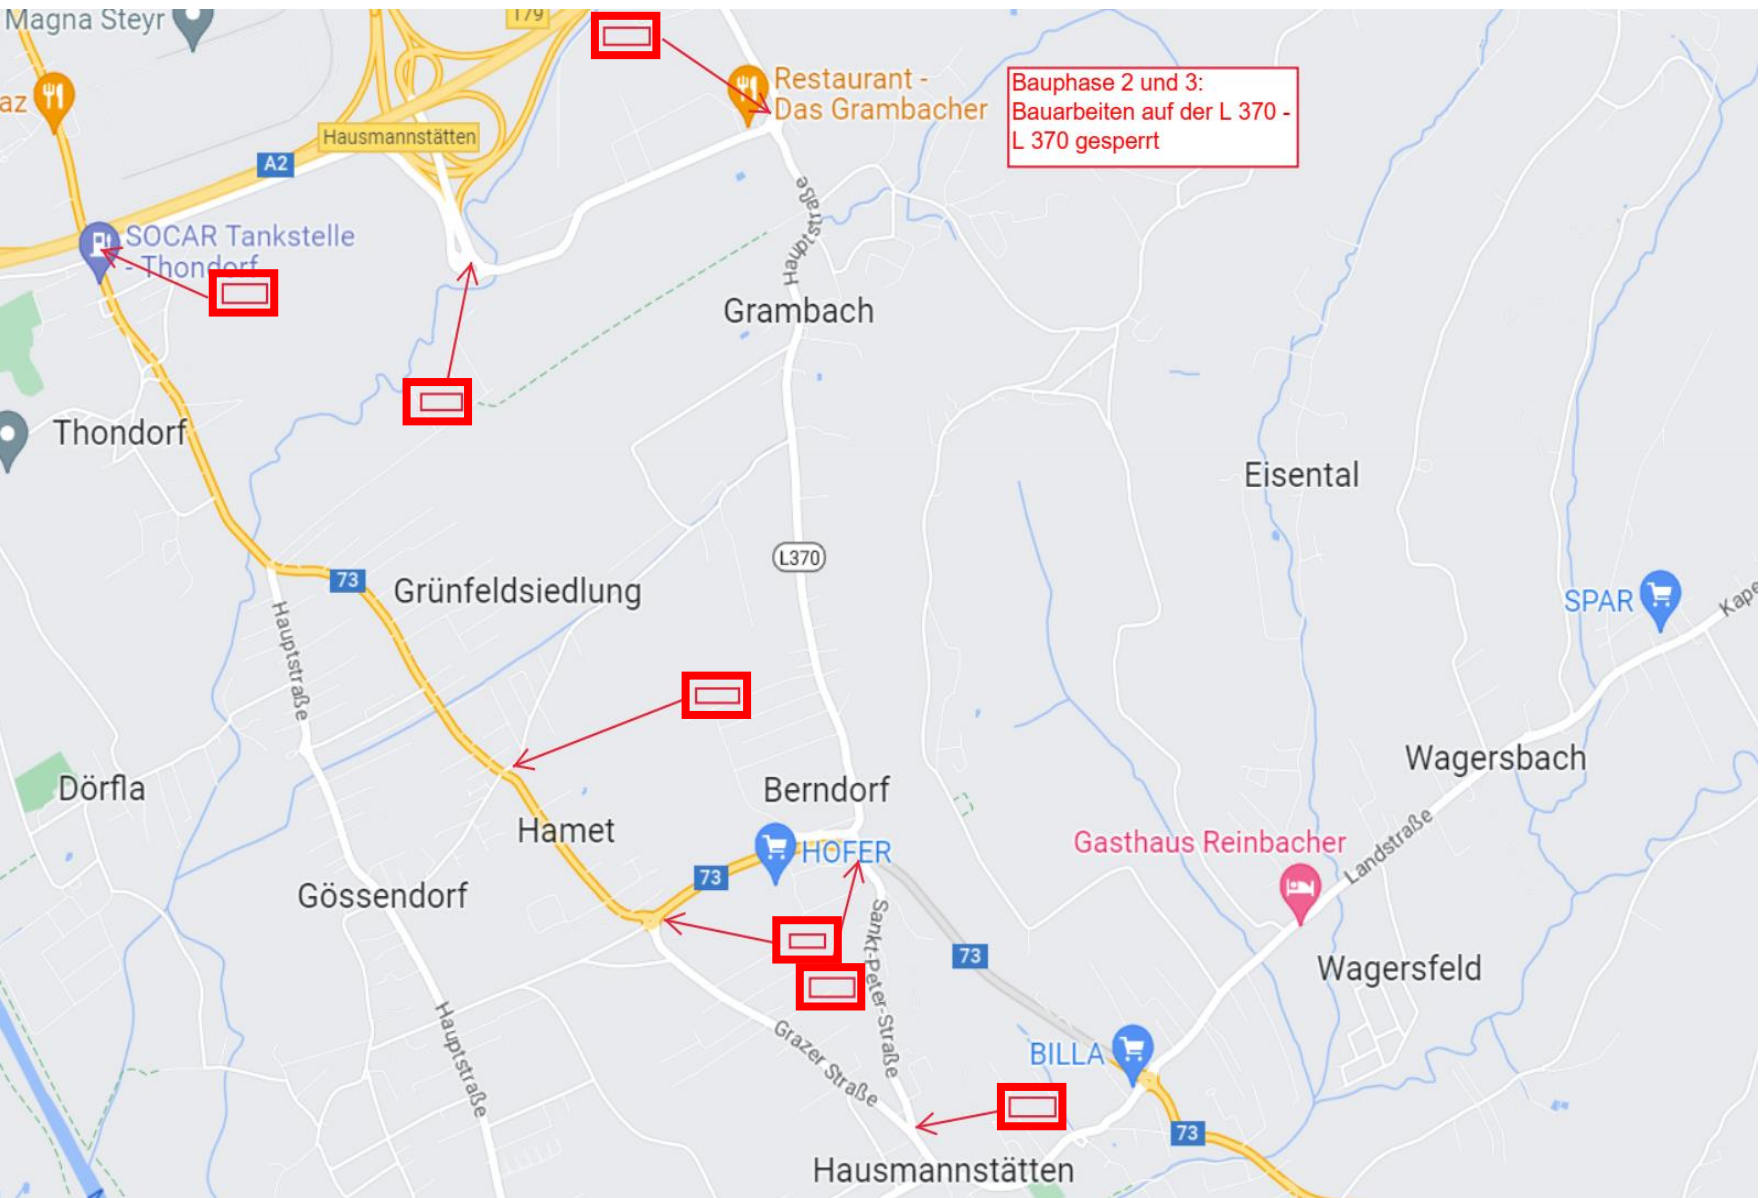 Magna Steyr
179
Restaurant -
Das Grambacher
Bauphase 2 und 3:
Bauarbeiten auf der L 370 -
L 370 gesperrt
az
Hausmannstätten
A2
SOCAR Tankstelle
- Thondorf
Hauptstraße
Grambach
Thondorf
Eisental
L370
73
Grünfeldsiedlung
SPAR
Kape
Hauptstraße
Wagersbach
Dörfla
Berndorf
Hamet
HOFER
Gasthaus Reinbacher
Landstraße
73
Gössendorf
Sankt-Peter-Straße
73
Wagersfeld
Hauptstraße
Grazer Straße
BILLA
73
Hausmannstätten